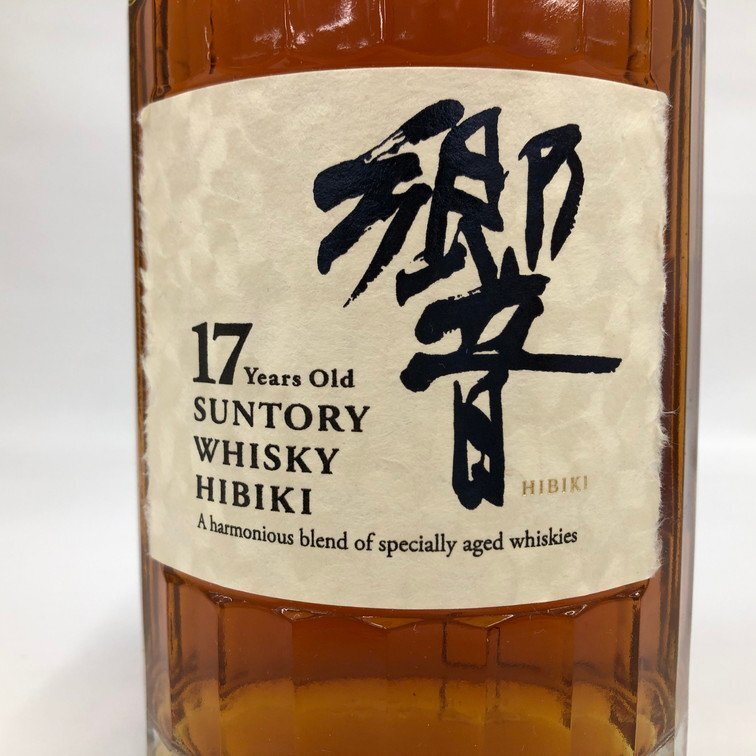 響
17 Years Old
SUNTORY
WHISKY
HIBIKI
HIBIKI
A harmonious blend of specially aged whiskies